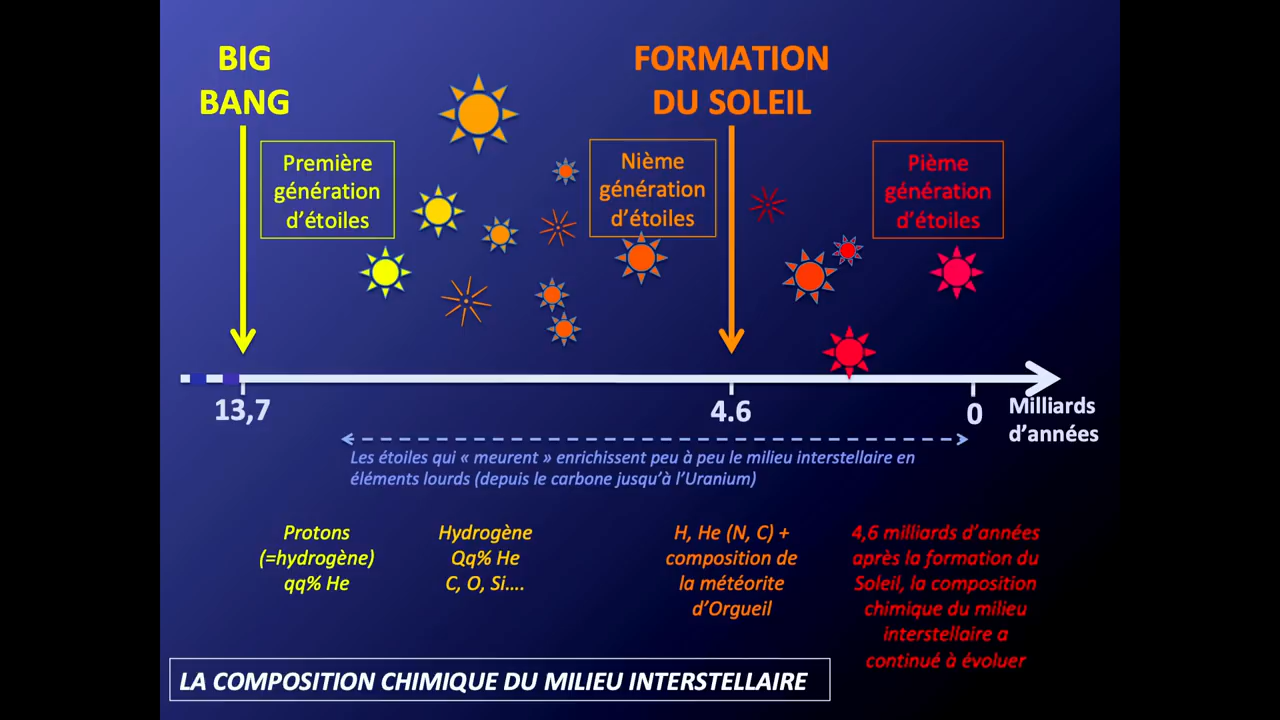 BIG
BANG
FORMATION
DU SOLEIL
Première
génération
d'étoiles
Nième
génération
d'étoiles
Pième
génération
d'étoiles
13,7
4.6
0
Milliards
d'années
Les étoiles qui « meurent » enrichissent peu à peu le milieu interstellaire en
éléments lourds (depuis le carbone jusqu'à l'Uranium)
Protons
(=hydrogène)
qq% He
Hydrogène
Qq% He
C, O, Si....
H, He (N, C) +
composition de
la météorite
d'Orgueil
4,6 milliards d'années
après la formation du
Soleil, la composition
chimique du milieu
interstellaire a
continué à évoluer
LA COMPOSITION CHIMIQUE DU MILIEU INTERSTELLAIRE